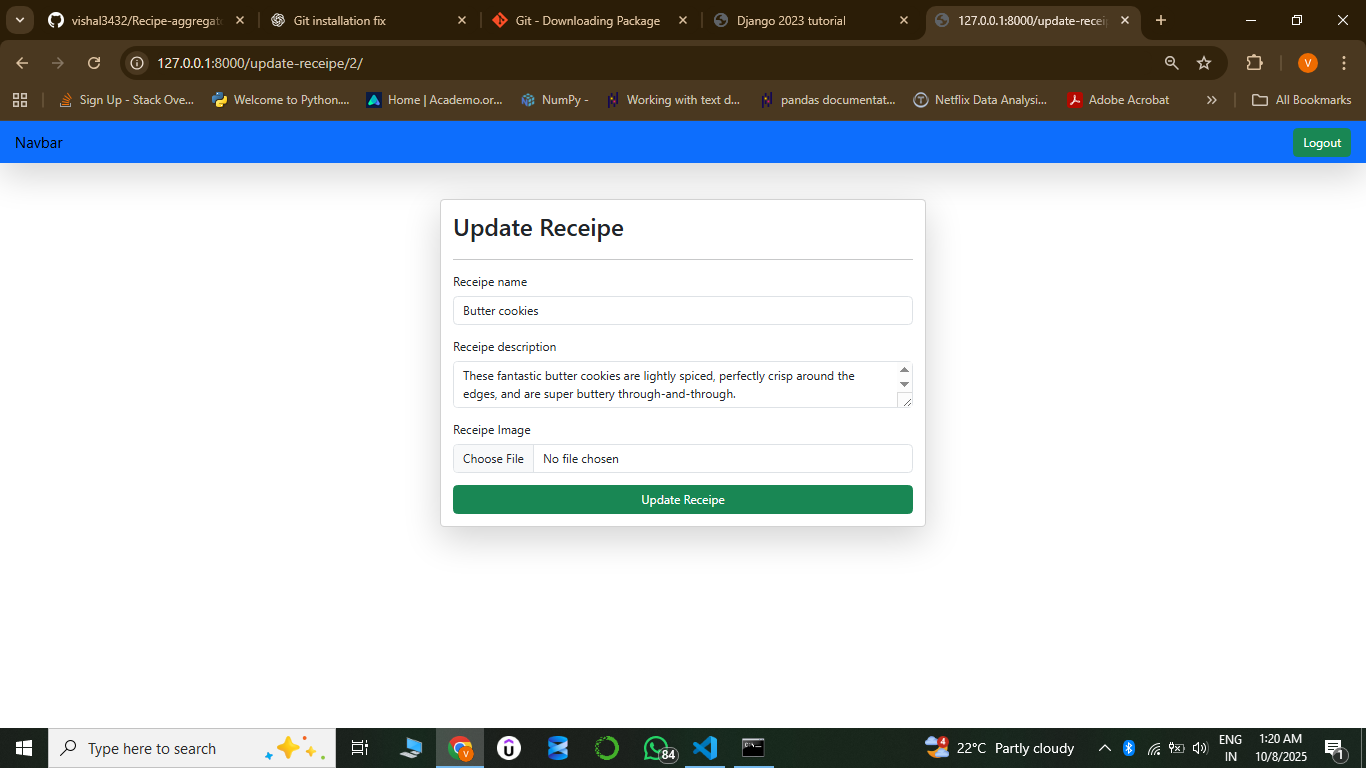 vishal3432/Recipe-aggregat
Git installation fix
Git - Downloading Package
Django 2023 tutorial
127.0.0.1:8000/update-receip
127.0.0.1:8000/update-receipe/2/
V
Sign Up - Stack Ove...
Welcome to Python....
Home | Academo.or...
NumPy -
Working with text d...
pandas documentat...
Netflix Data Analysi...
Adobe Acrobat
All Bookmarks
Navbar
Logout
Update Receipe
Receipe name
Butter cookies
Receipe description
These fantastic butter cookies are lightly spiced, perfectly crisp around the
edges, and are super buttery through-and-through.
Receipe Image
Choose File No file chosen
Update Receipe
Type here to search
V
84
4
22°C Partly cloudy
ENG
IN
1:20 AM
10/8/2025
1